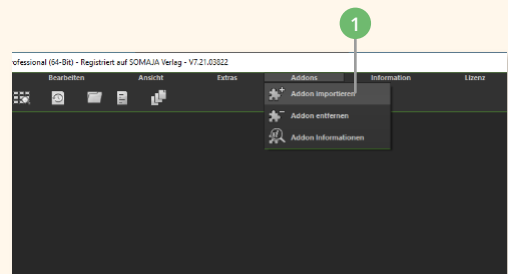 1
rofessional (64-Bit) - Registriert auf SOMAJA Verlag - V7.21.03822
Bearbeiten Ansicht Extras Addons Information Lizenz
Addon importieren
Addon entfernen
Addon Informationen